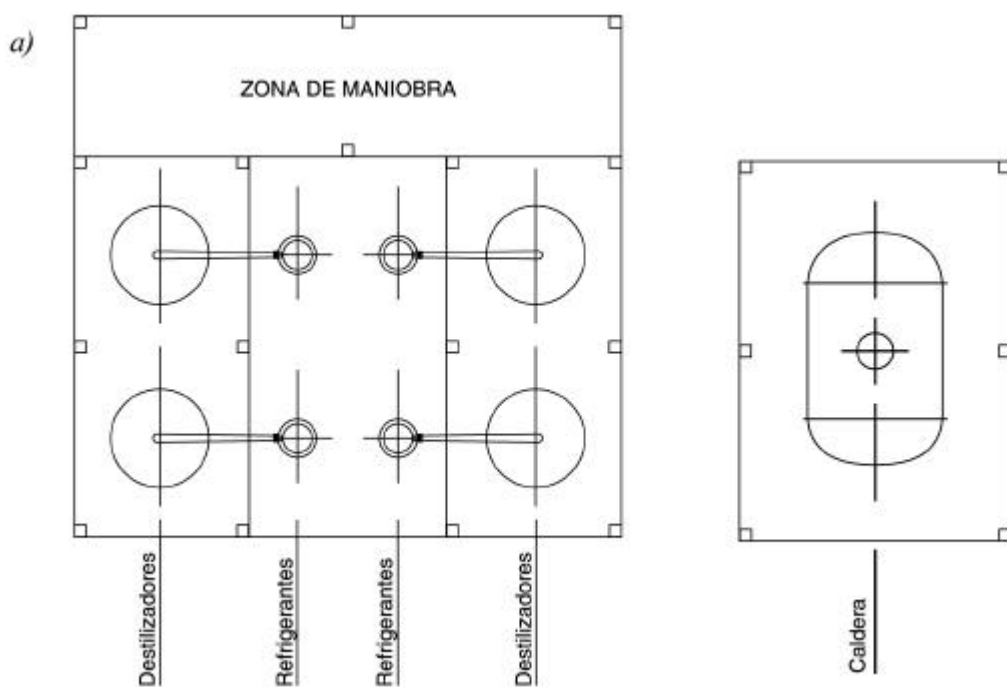 a)
ZONA DE MANIOBRA
Destilizadores
Refrigerantes
Refrigerantes
Destilizadores
Caldera